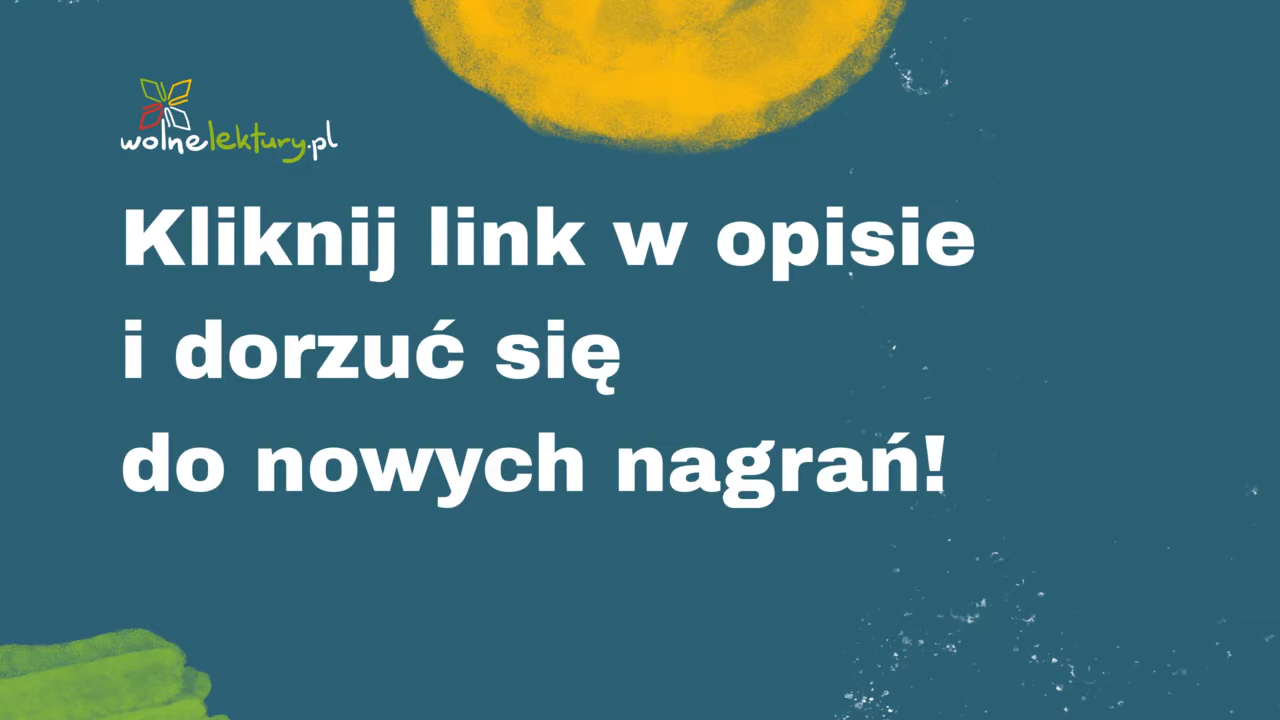 wolnelektury.pl
Kliknij link w opisie
i dorzuć się
do nowych nagrań!